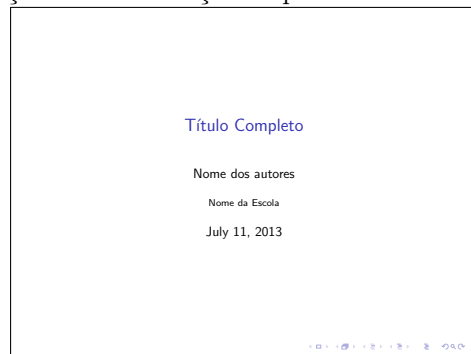 Título Completo
Nome dos autores
Nome da Escola
July 11, 2013